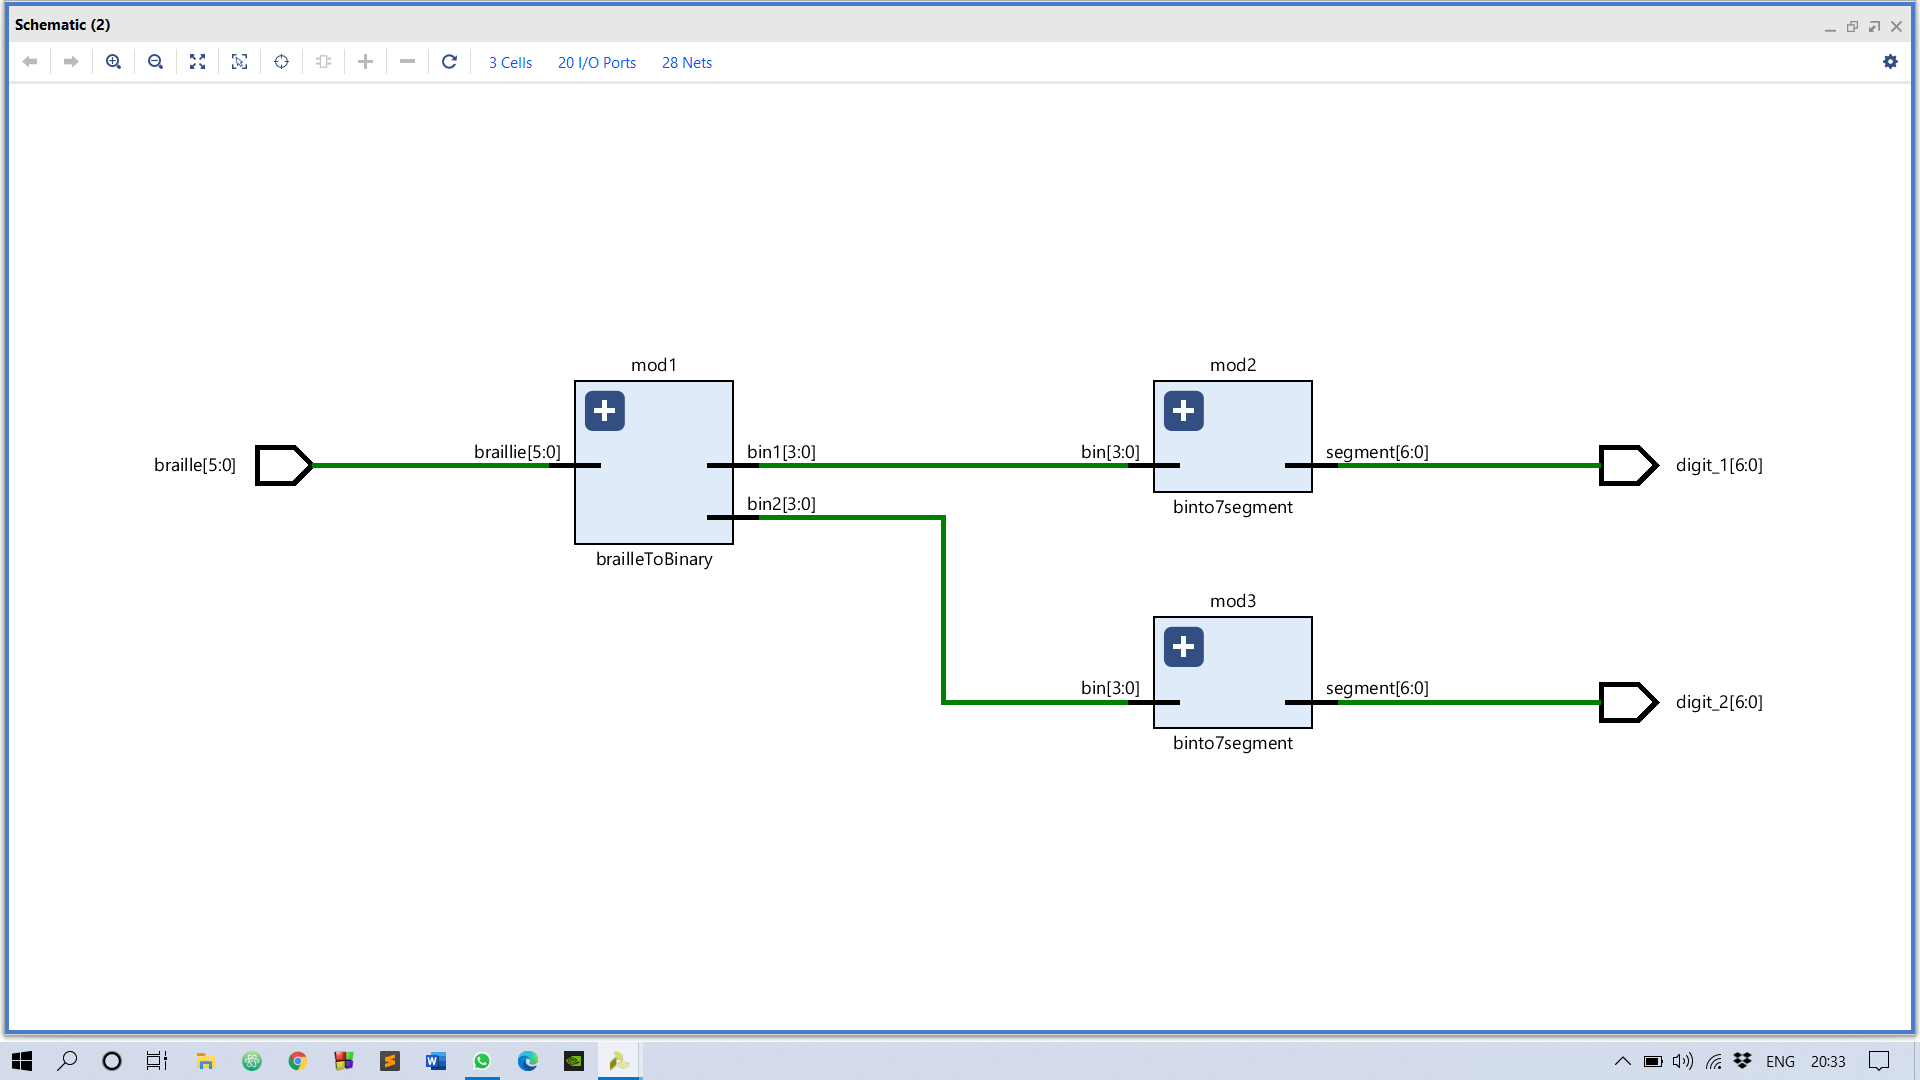 Schematic (2)
3 Cells 20 I/O Ports 28 Nets
mod1 mod2
braille[5:0] braillie[5:0] bin1[3:0] bin[3:0] segment[6:0] digit_1[6:0]
bin2[3:0] binto7segment
brailleToBinary
mod3
bin[3:0] segment[6:0] digit_2[6:0]
binto7segment
ENG 20:33